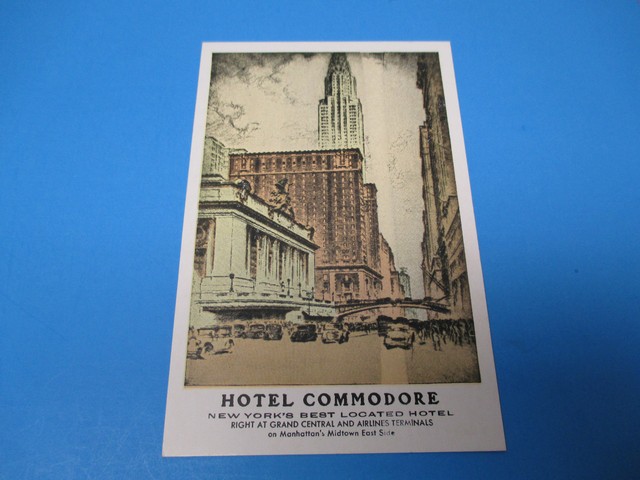 HOTEL COMMODORE
NEW YORK'S BEST LOCATED HOTEL
RIGHT AT GRAND CENTRAL AND AIRLINES TERMINALS
on Manhattan's Midtown East Side